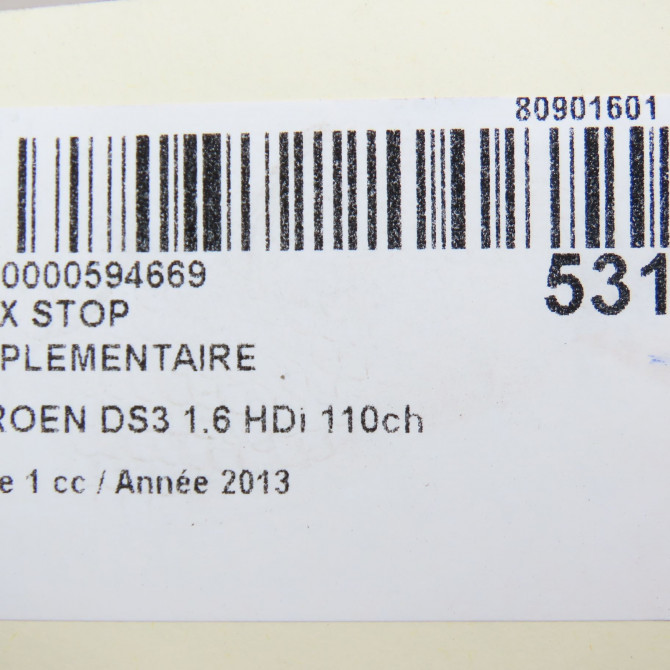 80901601
0000594669
531
X STOP
PLEMENTAIRE
ROEN DS3 1.6 HDi 110ch
e 1 cc / Année 2013